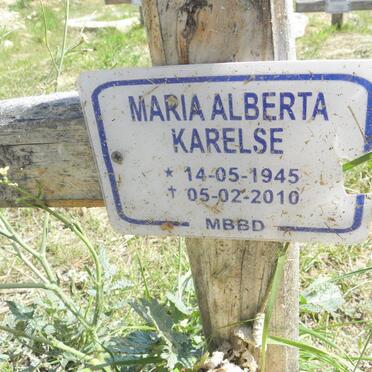 MARIA ALBERTA
KARELSE
* 14-05-1945
† 05-02-2010
MBBD